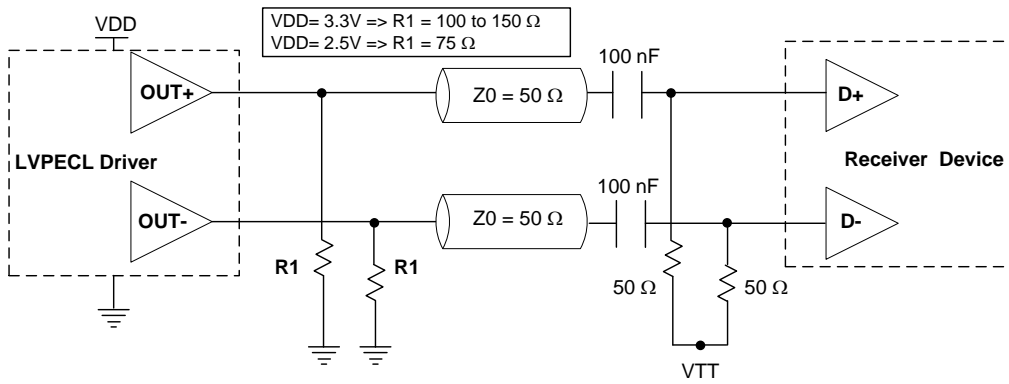 VDD
VDD= 3.3V => R1 = 100 to 150 Ω
VDD= 2.5V => R1 = 75 Ω
100 nF
OUT+
Z0 = 50 Ω
D+
LVPECL Driver
Receiver Device
100 nF
OUT-
Z0 = 50 Ω
D-
R1
R1
50 Ω
50 Ω
VTT